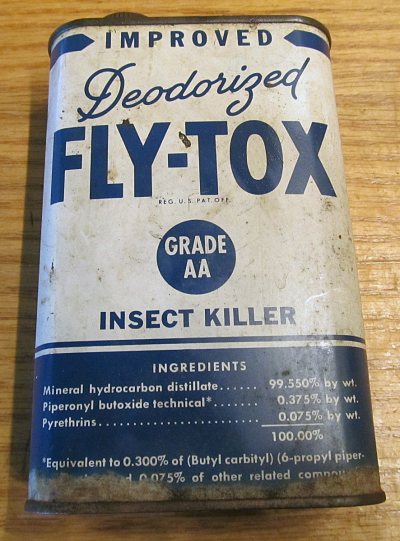 IMPROVED
Deodorized
FLY-TOX
REG. U.S. PAT. OFF.
GRADE
AA
INSECT KILLER
INGREDIENTS
Mineral hydrocarbon distillate...... 99.550% by wt.
Piperonyl butoxide technical*....... 0.375% by wt.
Pyrethrins........................ 0.075% by wt.
100.00%
*Equivalent to 0.300% of (Butyl carbityl) (6-propyl piper-
0.075% of other related